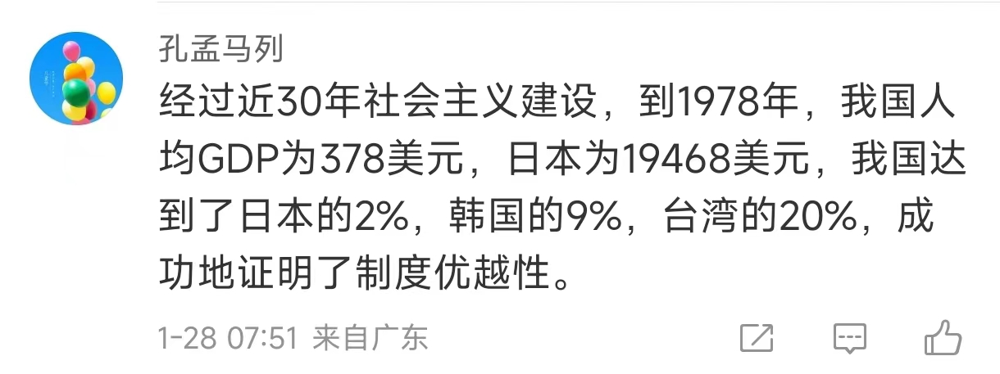 孔孟马列
经过近30年社会主义建设，到1978年，我国人
均GDP为378美元，日本为19468美元，我国达
到了日本的2%，韩国的9%，台湾的20%，成
功地证明了制度优越性。
1-28 07:51 来自广东